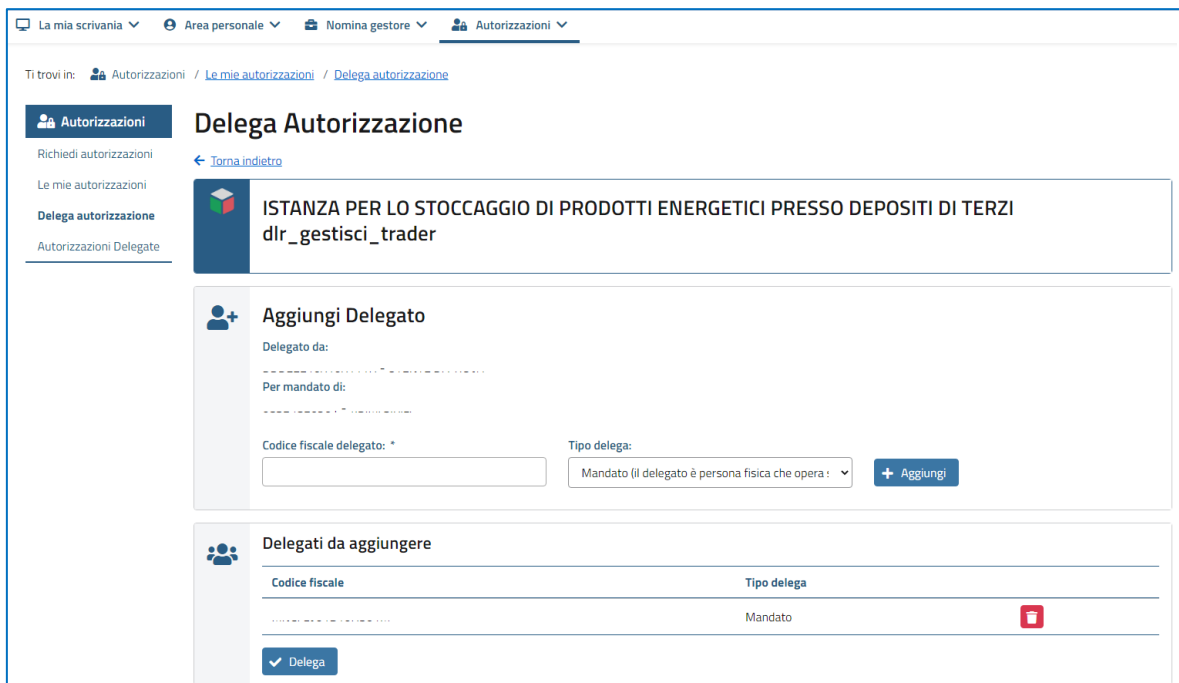 La mia scrivania Area personale Nomina gestore Autorizzazioni
Ti trovi in: Autorizzazioni / Le mie autorizzazioni / Delega autorizzazione
Autorizzazioni
Richiedi autorizzazioni
Le mie autorizzazioni
Delega autorizzazione
Autorizzazioni Delegate
Delega Autorizzazione
Torna indietro
ISTANZA PER LO STOCCAGGIO DI PRODOTTI ENERGETICI PRESSO DEPOSITI DI TERZI
dlr_gestisci_trader
Aggiungi Delegato
Delegato da:
Per mandato di:
Codice fiscale delegato: *
Tipo delega:
Mandato (il delegato è persona fisica che opera
+ Aggiungi
Delegati da aggiungere
Codice fiscale Tipo delega
Mandato
Delega